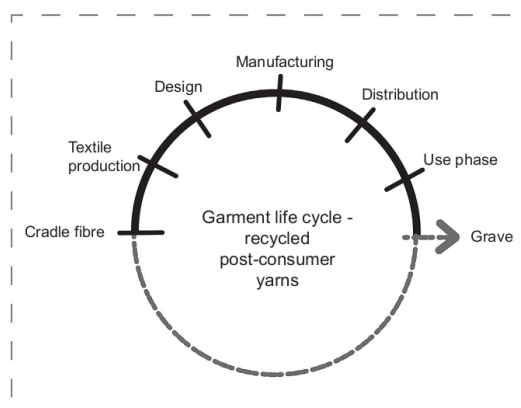 Manufacturing
Design
Distribution
Textile
production
Use phase
Cradle fibre
Garment life cycle -
recycled
post-consumer
yarns
Grave